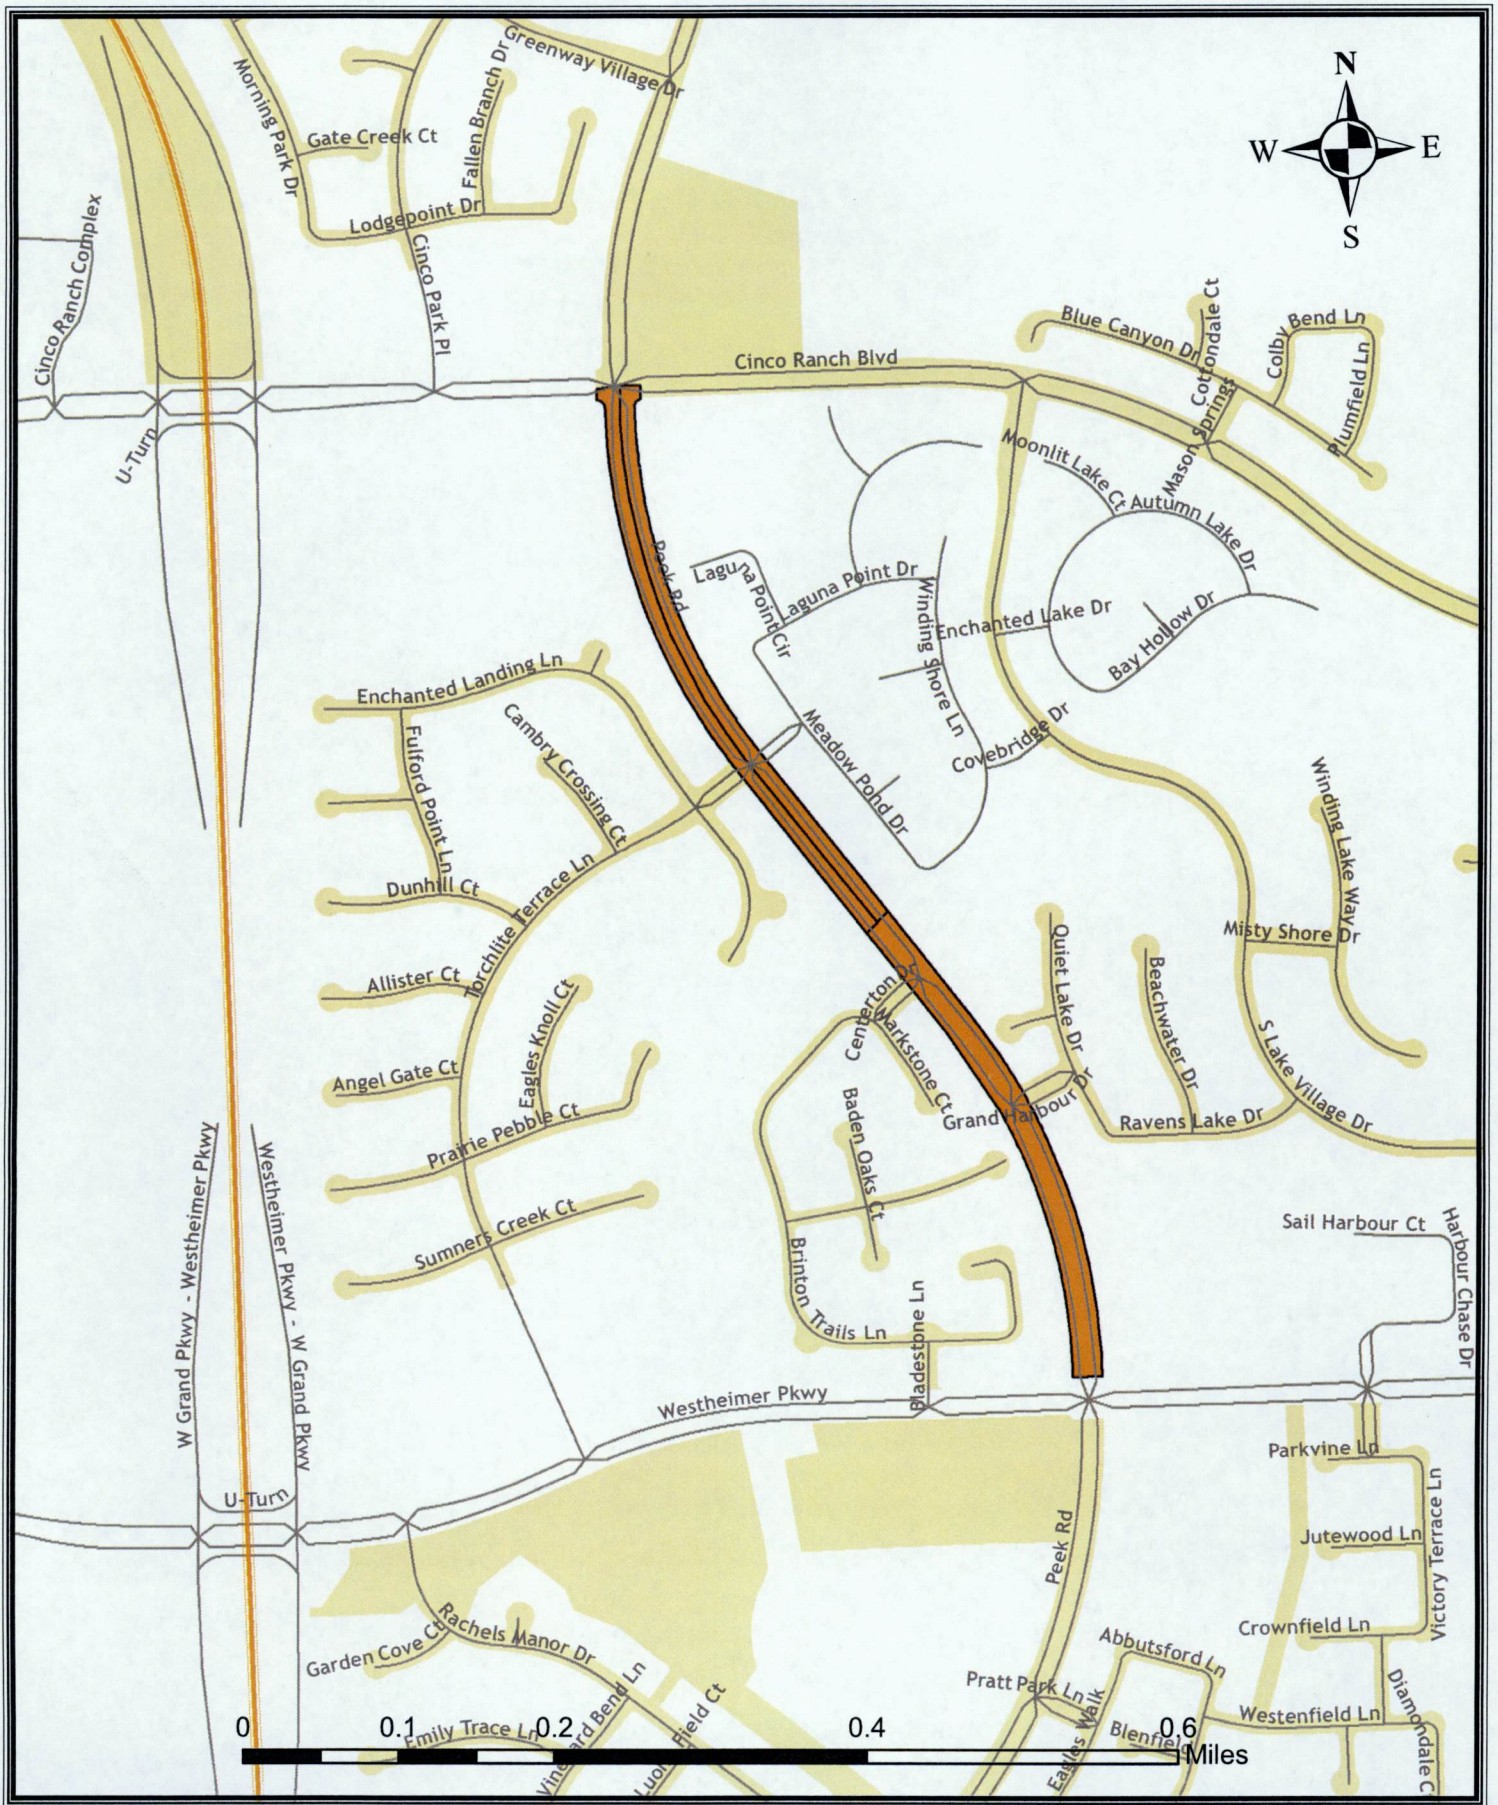 N
W E
S
Greenway Village Dr
Morning Park Dr
Gate Creek Ct
Fallen Branch Dr
Lodgepoint Dr
Cinco Park Pl
Cinco Ranch Complex
U-Turn
Cinco Ranch Blvd
Blue Canyon Dr
Cottondale Ct
Colby Bend Ln
Plumfield Ln
Mason Springs
Moonlit Lake Ct
Autumn Lake Dr
Peek Rd
Laguna Point Cir
Laguna Point Dr
Winding Shore Ln
Enchanted Lake Dr
Bay Hollow Dr
Covebridge Dr
Meadow Pond Dr
Enchanted Landing Ln
Cambry Crossing Ct
Fulford Point Ln
Dunhill Ct
Torchlite Terrace Ln
Allister Ct
Eagles Knoll Ct
Angel Gate Ct
Prairie Pebble Ct
Sumners Creek Ct
Winding Lake Way
Misty Shore Dr
Quiet Lake Dr
Beachwater Dr
S Lake Village Dr
Ravens Lake Dr
Centerton Dr
Markstone Ct
Grand Harbour Dr
Baden Oaks Ct
Brinton Trails Ln
Bladestone Ln
Sail Harbour Ct
Harbour Chase Dr
W Grand Pkwy - Westheimer Pkwy
Westheimer Pkwy - W Grand Pkwy
Westheimer Pkwy
U-Turn
Parkvine Ln
Jutewood Ln
Victory Terrace Ln
Crownfield Ln
Peek Rd
Rachels Manor Dr
Garden Cove Ct
Abbutsford Ln
Pratt Park Ln
Eagles Walk
Westenfield Ln
Diamondale C
Emily Trace Ln
0 0.1 0.2 0.4 0.6
Miles